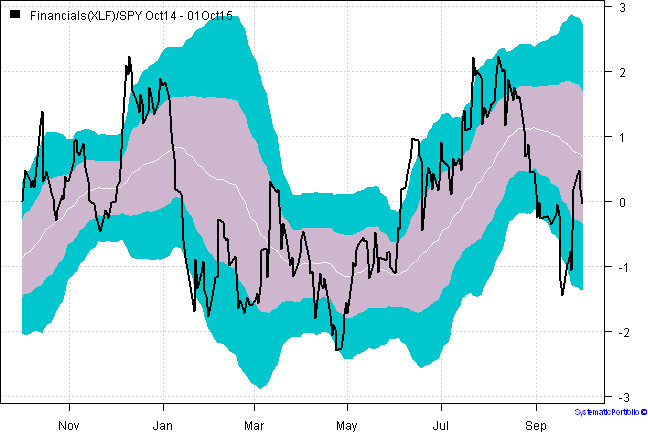 Financials(XLF)/SPY Oct14 - 01Oct15
3
2
1
0
-1
-2
-3
Nov Jan Mar May Jul Sep
SystematicPortfolio ©